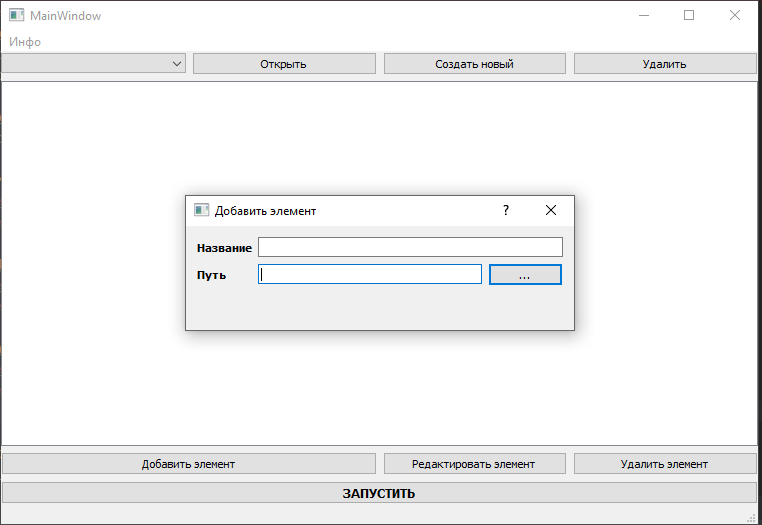 MainWindow
Инфо
Открыть Создать новый Удалить
Добавить элемент ?
Название
Путь ...
Добавить элемент Редактировать элемент Удалить элемент
ЗАПУСТИТЬ